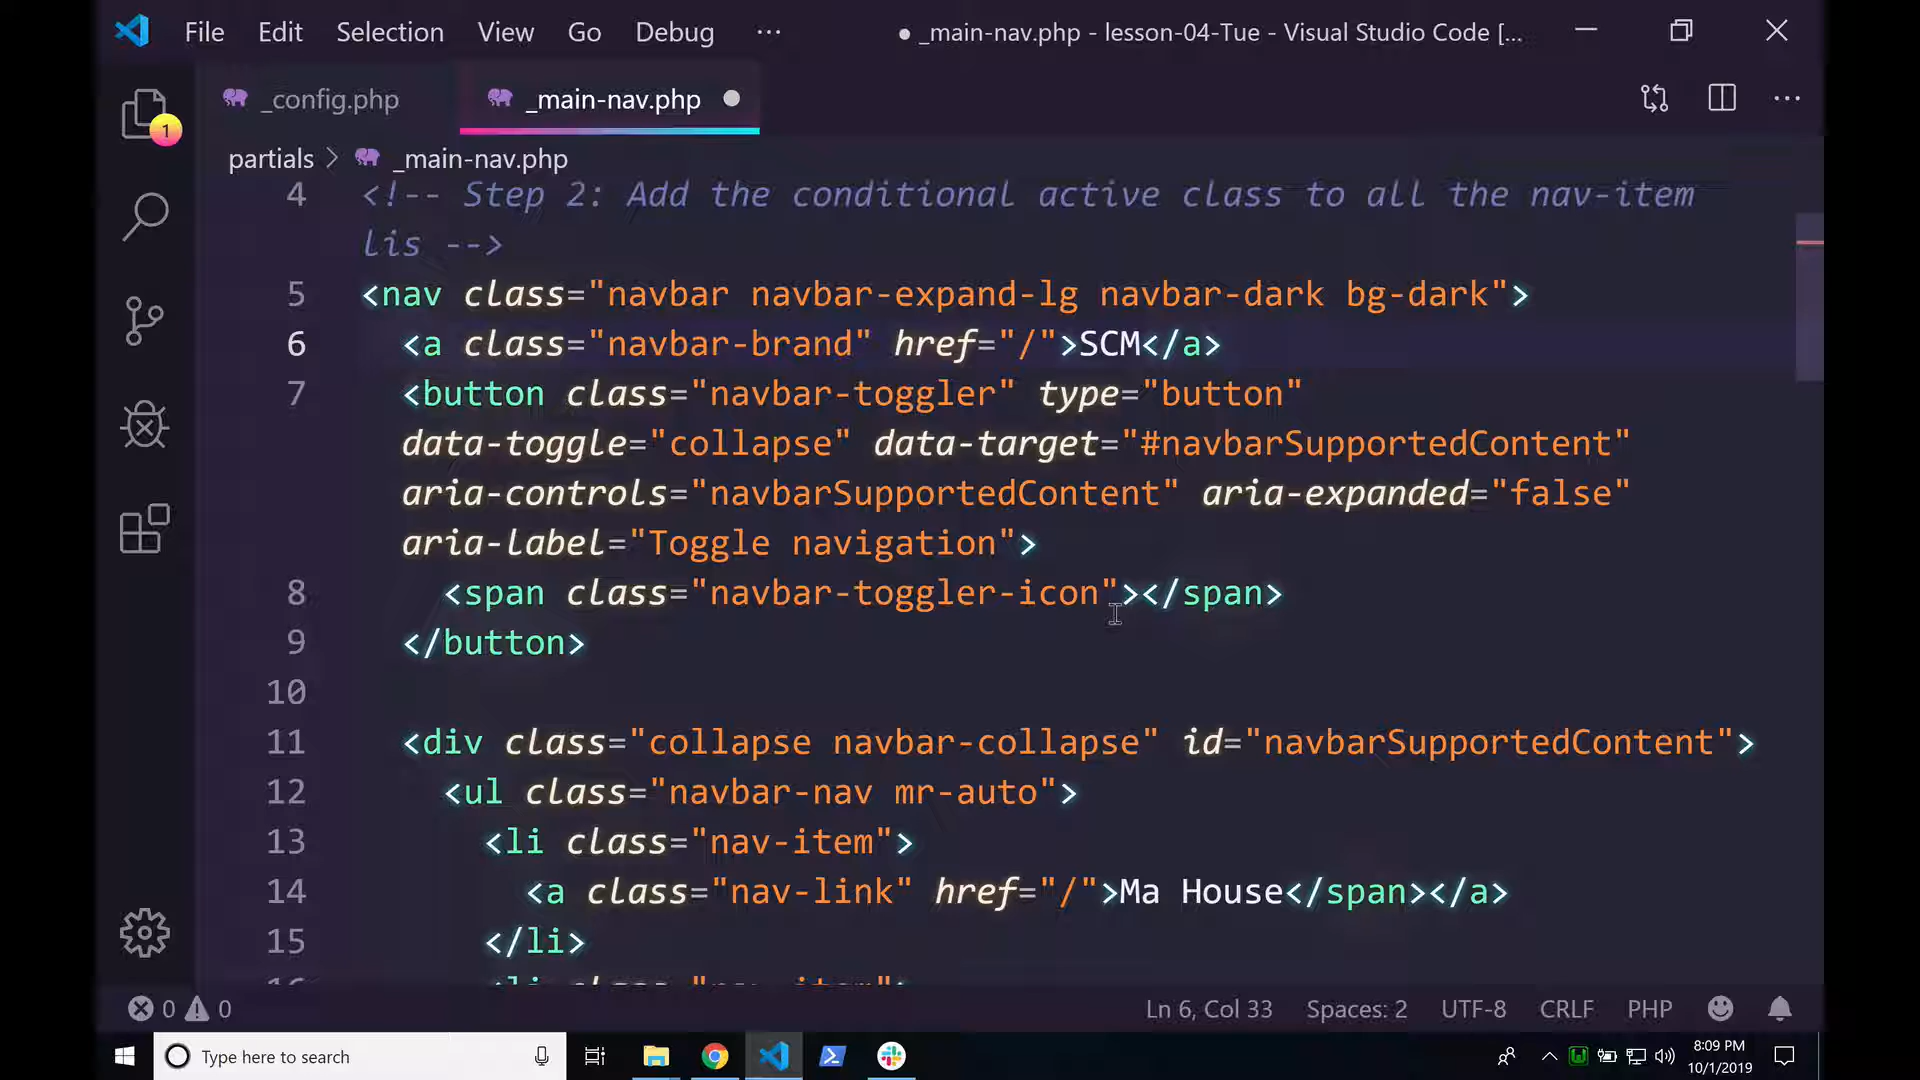 File Edit Selection View Go Debug ··· ● _main-nav.php - lesson-04-Tue - Visual Studio Code [...
_config.php _main-nav.php
1
partials > _main-nav.php
4 <!-- Step 2: Add the conditional active class to all the nav-item
lis -->
5 <nav class="navbar navbar-expand-lg navbar-dark bg-dark">
6 <a class="navbar-brand" href="/">SCM</a>
7 <button class="navbar-toggler" type="button"
data-toggle="collapse" data-target="#navbarSupportedContent"
aria-controls="navbarSupportedContent" aria-expanded="false"
aria-label="Toggle navigation">
8 <span class="navbar-toggler-icon"></span>
9 </button>
10
11 <div class="collapse navbar-collapse" id="navbarSupportedContent">
12 <ul class="navbar-nav mr-auto">
13 <li class="nav-item">
14 <a class="nav-link" href="/">Ma House</span></a>
15 </li>
0 0 Ln 6, Col 33 Spaces: 2 UTF-8 CRLF PHP
Type here to search
8:09 PM
10/1/2019